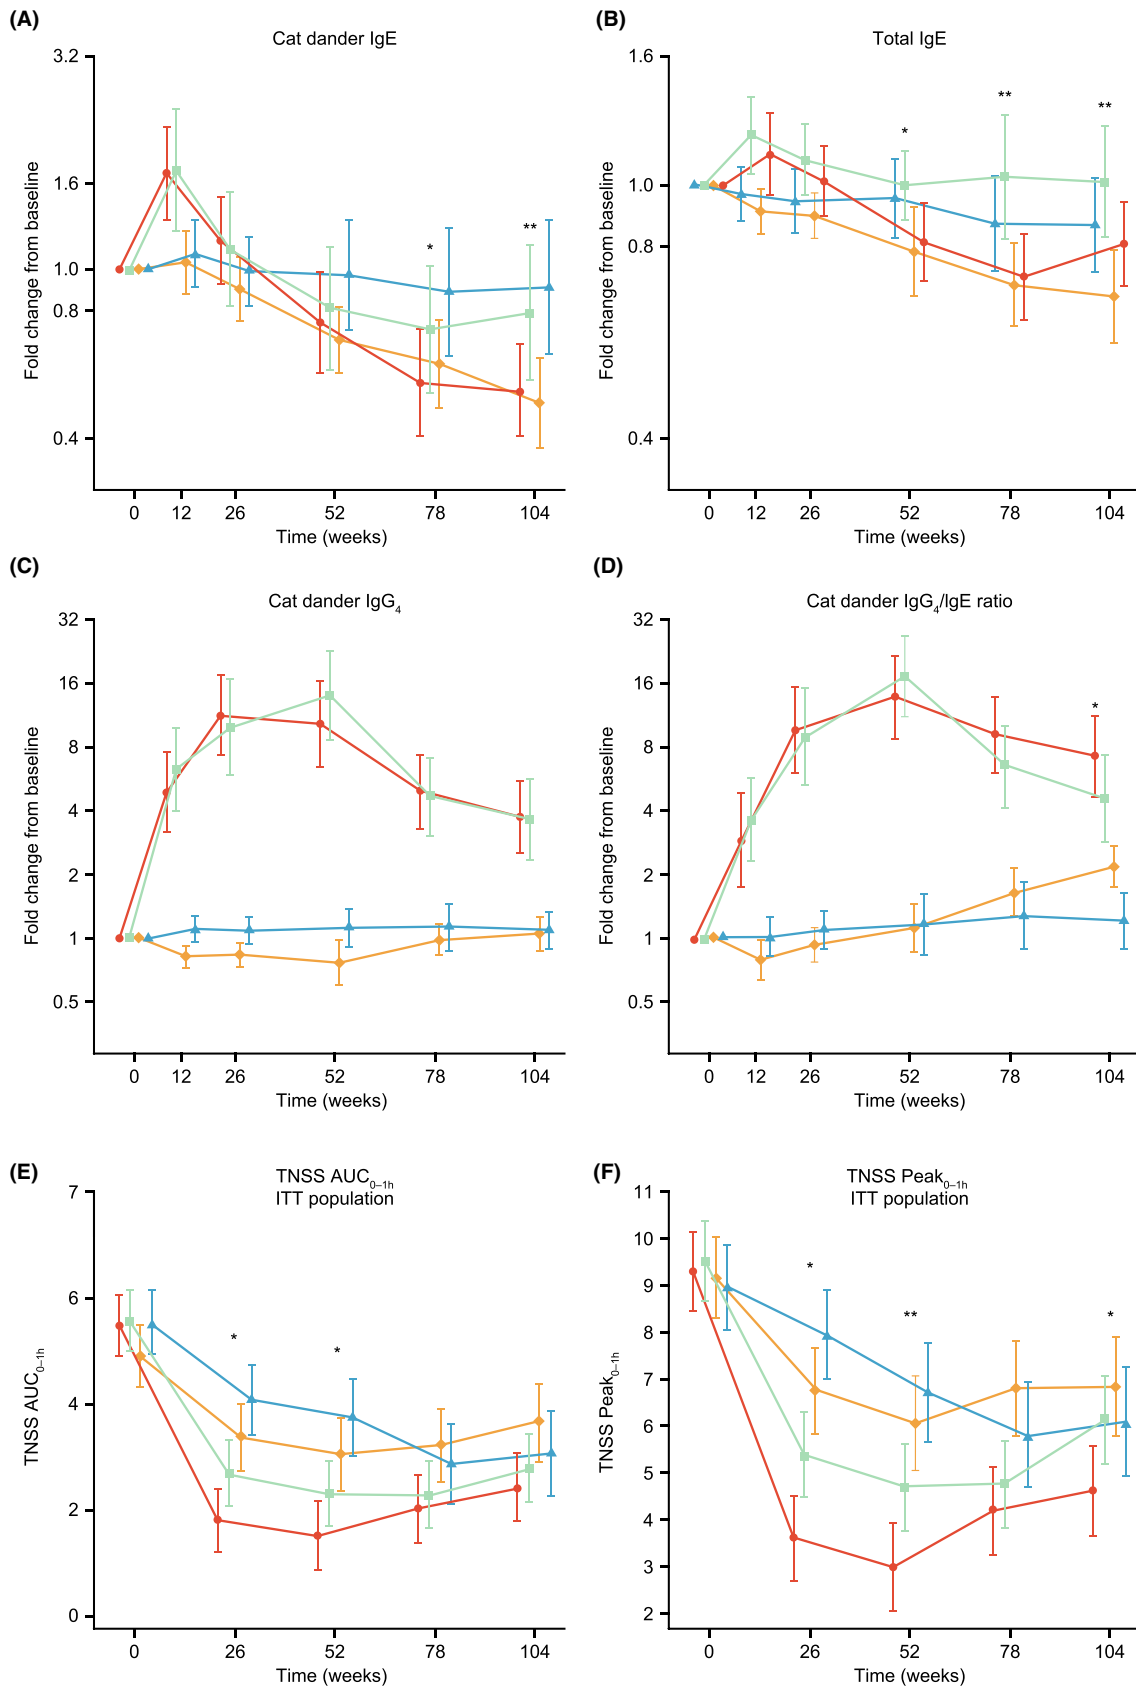 (A)
Cat dander IgE
Fold change from baseline
3.2
1.6
1.0
0.8
0.4
*
**
0 12 26 52 78 104
Time (weeks)
(B)
Total IgE
Fold change from baseline
1.6
1.0
0.8
0.4
*
**
**
0 12 26 52 78 104
Time (weeks)
(C)
Cat dander IgG4
Fold change from baseline
32
16
8
4
2
1
0.5
0 12 26 52 78 104
Time (weeks)
(D)
Cat dander IgG4/IgE ratio
Fold change from baseline
32
16
8
4
2
1
0.5
*
0 12 26 52 78 104
Time (weeks)
(E)
TNSS AUC0–1h
ITT population
TNSS AUC0–1h
7
6
4
2
0
*
*
0 26 52 78 104
Time (weeks)
(F)
TNSS Peak0–1h
ITT population
TNSS Peak0–1h
11
10
9
8
7
6
5
4
3
2
*
**
*
0 26 52 78 104
Time (weeks)